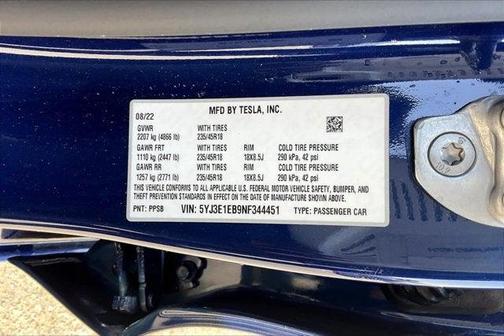 MFD BY TESLA, INC.
08/22
GVWR WITH TIRES
2207 kg (4866 lb) 235/45R18
GAWR FRT WITH TIRES RIM COLD TIRE PRESSURE
1110 kg (2447 lb) 235/45R18 18X8.5J 290 kPa, 42 psi
GAWR RR WITH TIRES RIM COLD TIRE PRESSURE
1257 kg (2771 lb) 235/45R18 18X8.5J 290 kPa, 42 psi
THIS VEHICLE CONFORMS TO ALL APPLICABLE U.S. FEDERAL MOTOR VEHICLE SAFETY, BUMPER, AND
THEFT PREVENTION STANDARDS IN EFFECT ON THE DATE OF MANUFACTURE SHOWN ABOVE.
PNT: PPSB VIN: 5YJ3E1EB9NF344451 TYPE: PASSENGER CAR